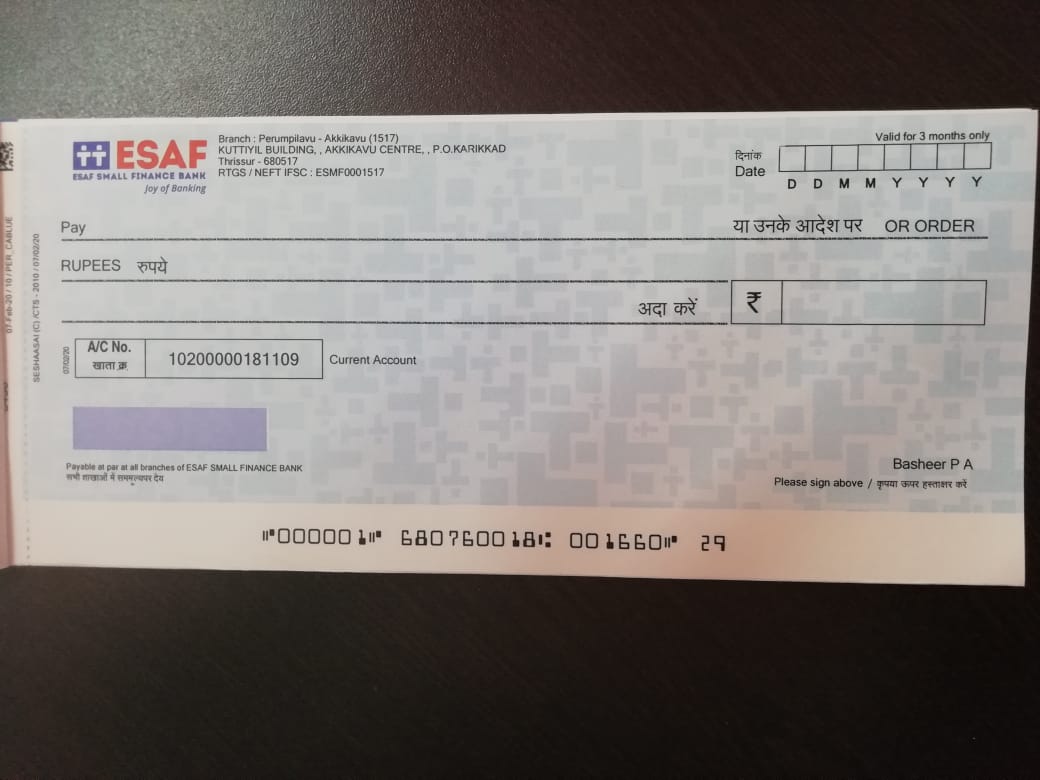 ESAF
ESAF SMALL FINANCE BANK
Joy of Banking
Branch : Perumpilavu - Akkikavu (1517)
KUTTIYIL BUILDING, , AKKIKAVU CENTRE, , P.O.KARIKKAD
Thrissur - 680517
RTGS / NEFT IFSC : ESMF0001517
Valid for 3 months only
दिनांक
Date
D D M M Y Y Y Y
Pay या उनके आदेश पर OR ORDER
RUPEES रुपये
अदा करें ₹
A/C No.
खाता क्र.
10200000181109
Current Account
07/02/20
Payable at par at all branches of ESAF SMALL FINANCE BANK
सभी शाखाओं में सममूल्यपर देय
Basheer P A
Please sign above / कृपया ऊपर हस्ताक्षर करें
⑈000001⑈ 680760018⑆ 001660⑈ 29
SESHAASAI (C) /CTS - 2010 / 07/02/20
07-Feb-20 / 10 / PER_CABLUE